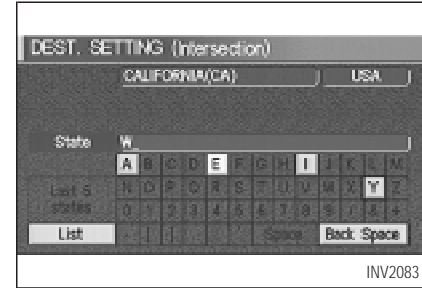 DEST. SETTING (Intersection)
CALIFORNIA(CA) USA
State W_
A B C D E F G H I J K L M
Last 5 N O P Q R S T U V W X Y Z
states 0 1 2 3 4 5 6 7 8 9 / & +
List Space Back Space
INV2083